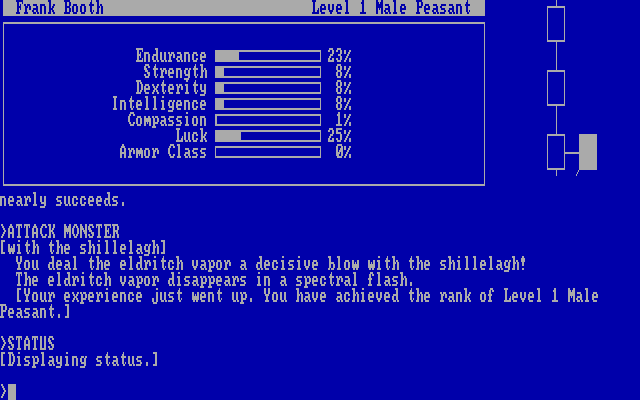 Frank Booth Level 1 Male Peasant
Endurance 23%
Strength 8%
Dexterity 8%
Intelligence 8%
Compassion 1%
Luck 25%
Armor Class 0%
nearly succeeds.
>ATTACK MONSTER
[with the shillelagh]
You deal the eldritch vapor a decisive blow with the shillelagh!
The eldritch vapor disappears in a spectral flash.
[Your experience just went up. You have achieved the rank of Level 1 Male
Peasant.]
>STATUS
[Displaying status.]
>